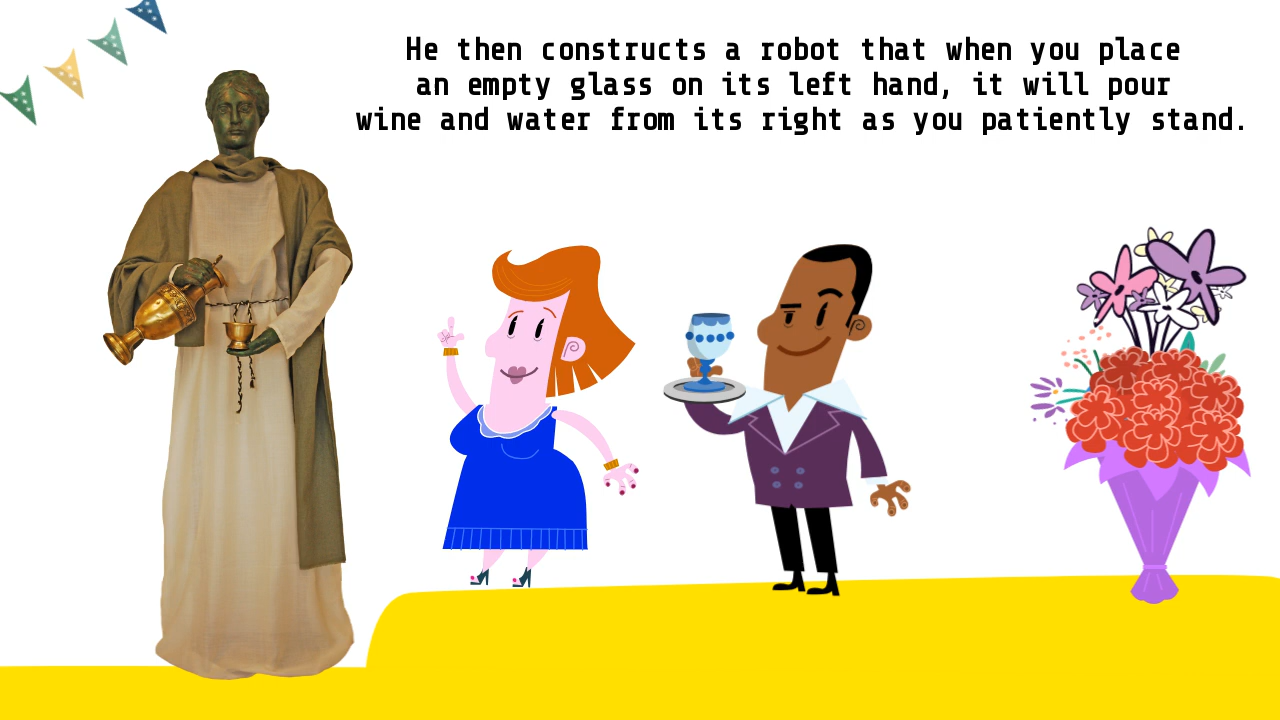 He then constructs a robot that when you place
an empty glass on its left hand, it will pour
wine and water from its right as you patiently stand.